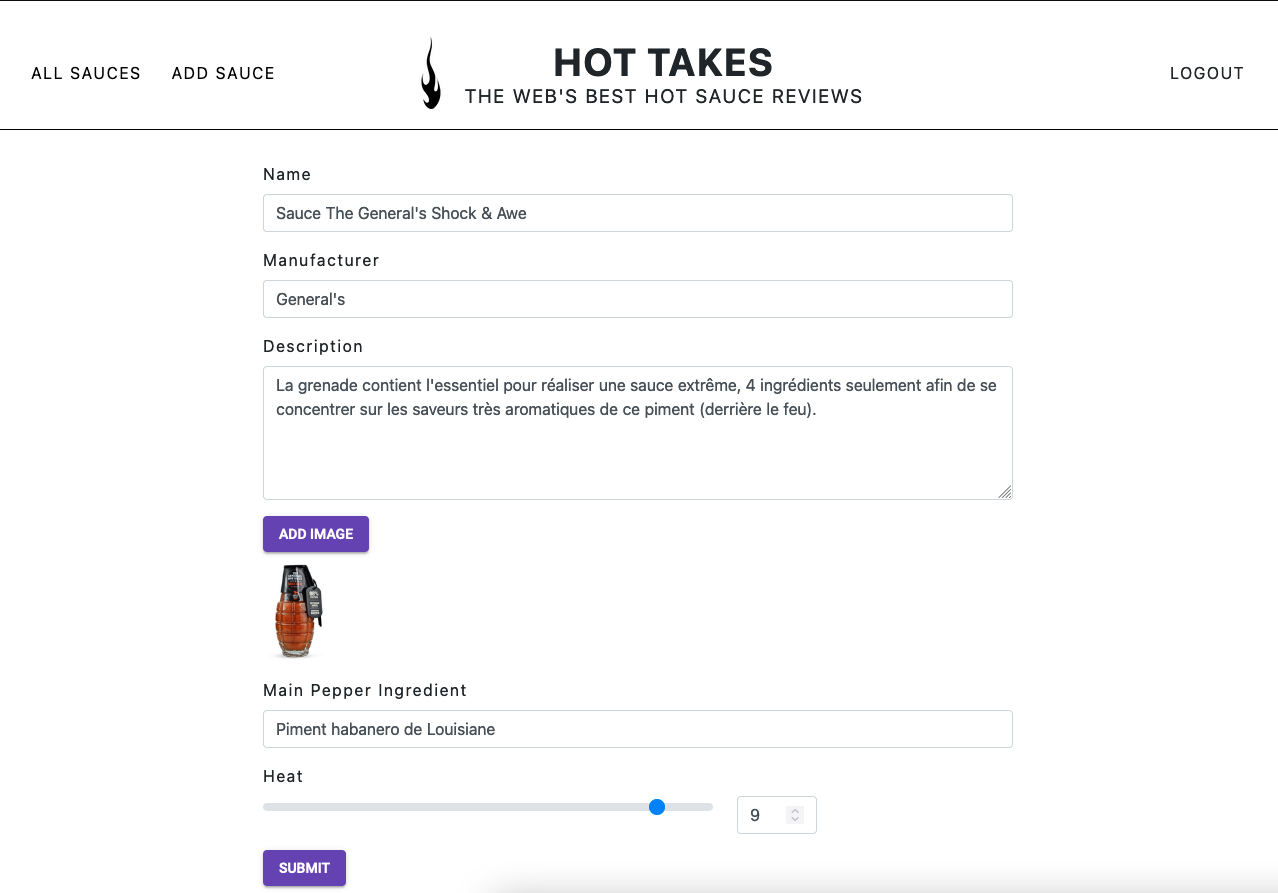 ALL SAUCES
ADD SAUCE
HOT TAKES
THE WEB'S BEST HOT SAUCE REVIEWS
LOGOUT
Name
Sauce The General's Shock & Awe
Manufacturer
General's
Description
La grenade contient l'essentiel pour réaliser une sauce extrême, 4 ingrédients seulement afin de se
concentrer sur les saveurs très aromatiques de ce piment (derrière le feu).
ADD IMAGE
Main Pepper Ingredient
Piment habanero de Louisiane
Heat
9
SUBMIT